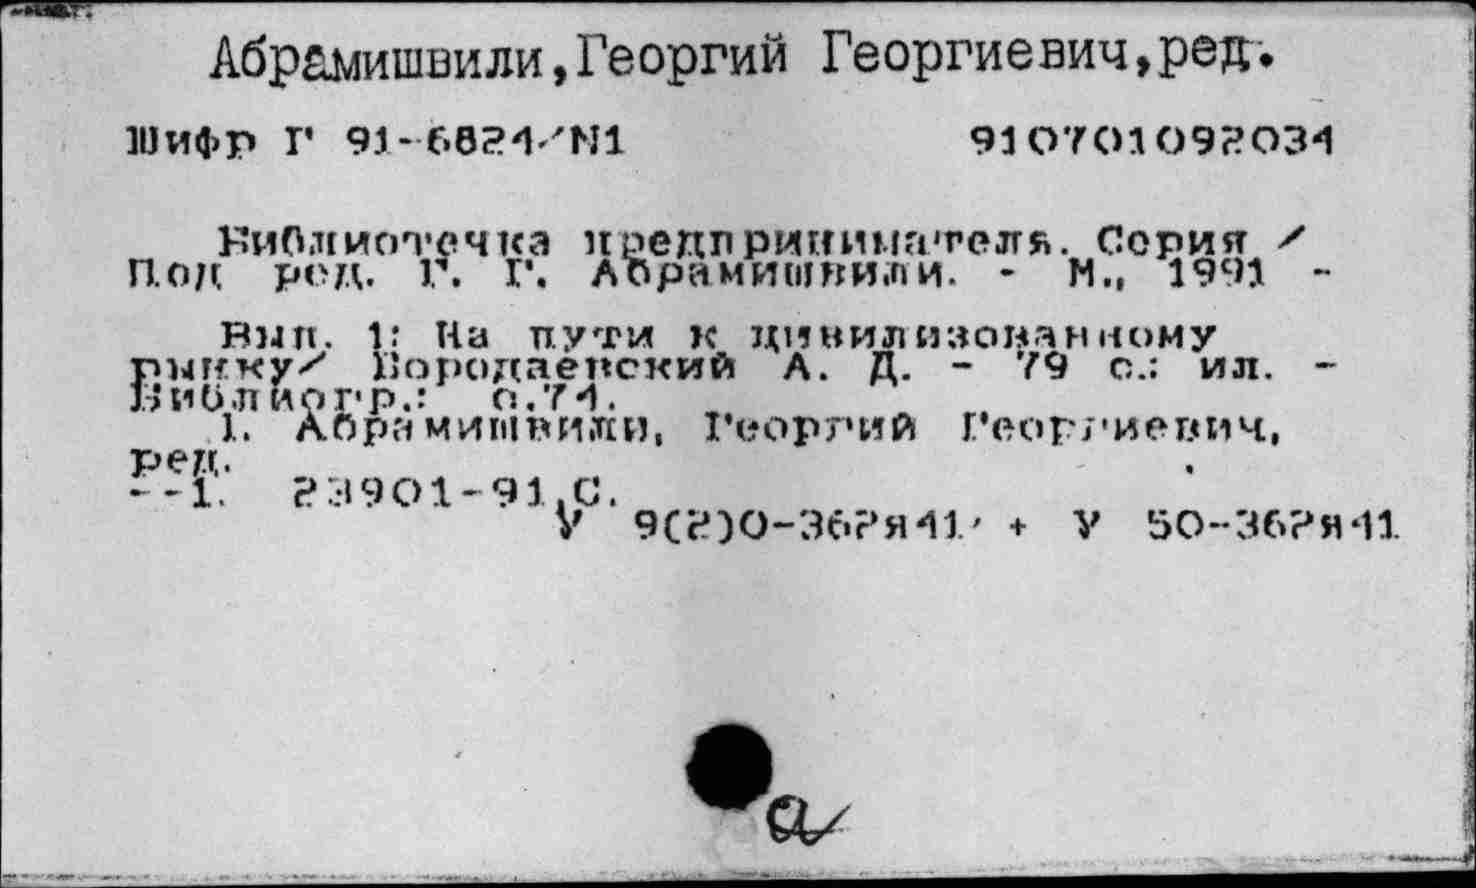 Абрамишвили,Георгий Георгиевич,ред.
Шифр Г 91-6824/N1 910701092034
Библиотечка предпринимателя. Серия /
Под ред. Г. Г. Абрамишвили. - М., 1991 -
Вып. 1: На пути к цивилизованному
рынку/ Бородаевский А. Д. - 79 с.: ил. -
Библиогр.: с.74.
1. Абрамишвили, Георгий Георгиевич,
ред.
--1. 23901-91.С.
У 9(2)0-362я41 + У 50-362я41